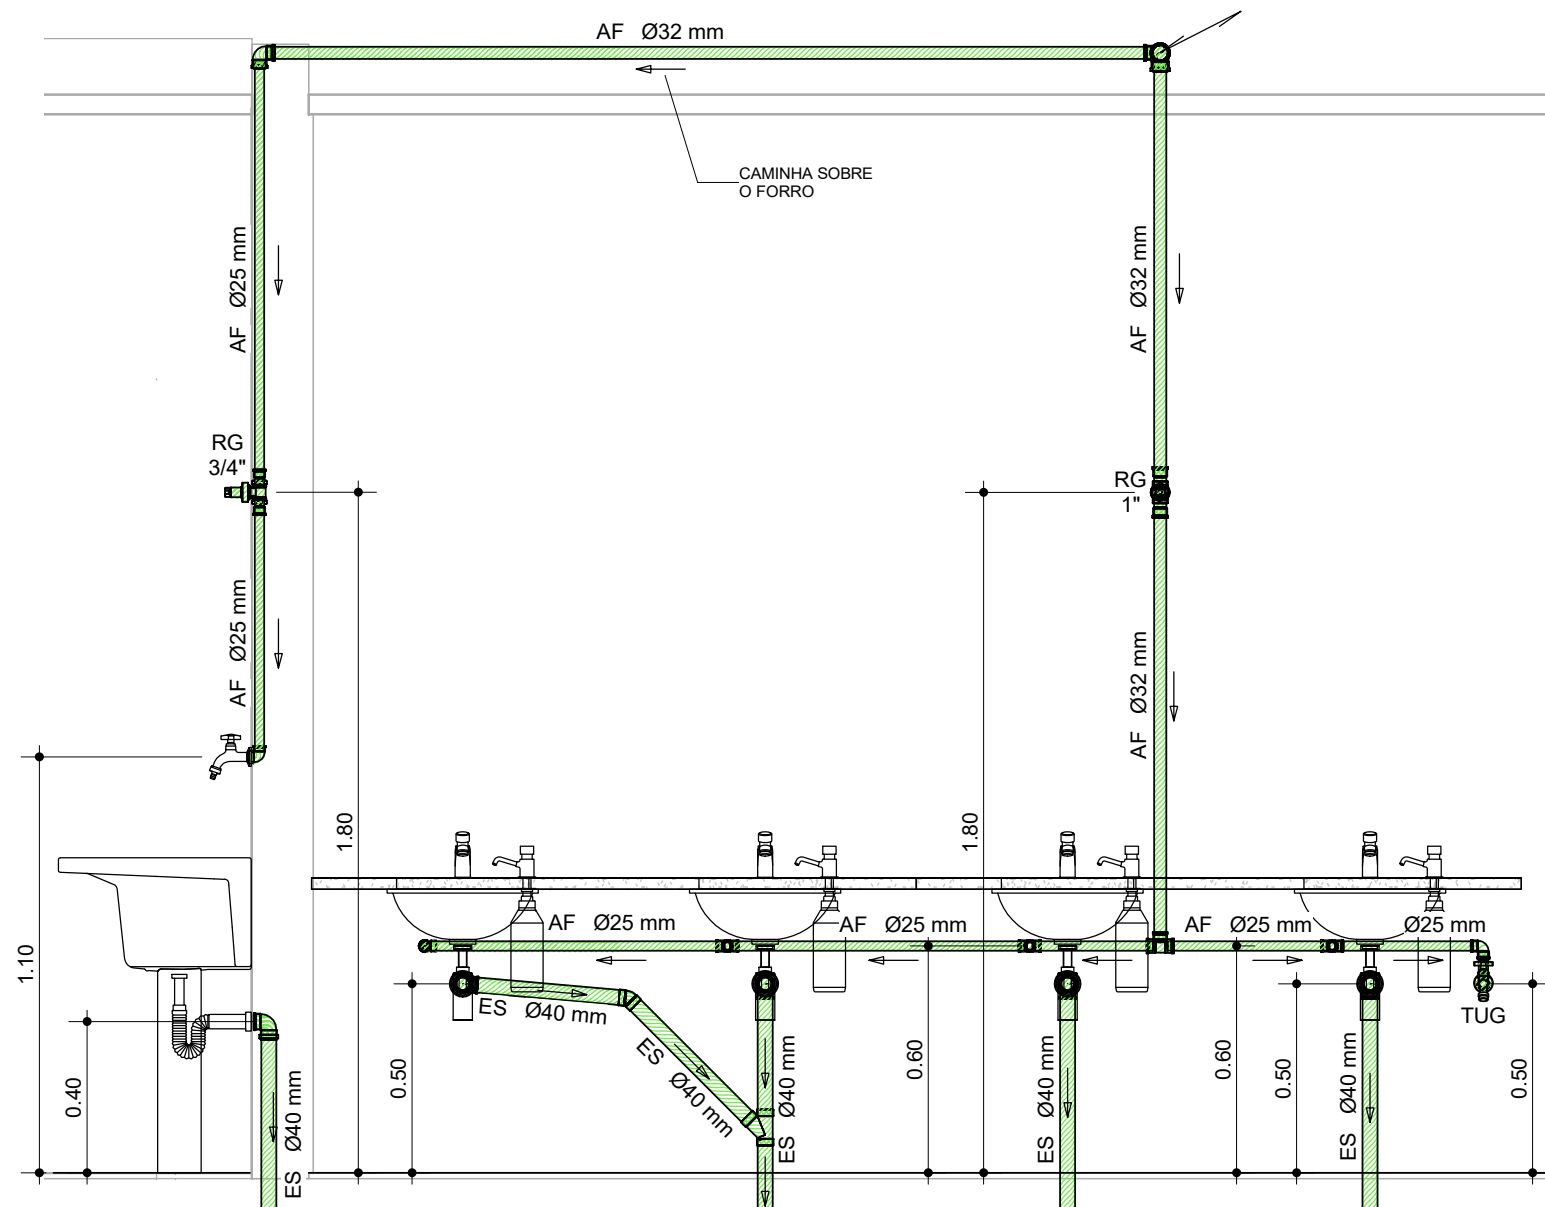 AF Ø32 mm
CAMINHA SOBRE
O FORRO
AF Ø25 mm
AF Ø32 mm
RG
3/4"
RG
1"
AF Ø25 mm
AF Ø32 mm
1.10
1.80
1.80
AF Ø25 mm
AF Ø25 mm
AF Ø25 mm
Ø25 mm
ES Ø40 mm
TUG
0.40
ES Ø40 mm
0.50
ES Ø40 mm
ES Ø40 mm
0.60
ES Ø40 mm
0.60
0.50
ES Ø40 mm
0.50